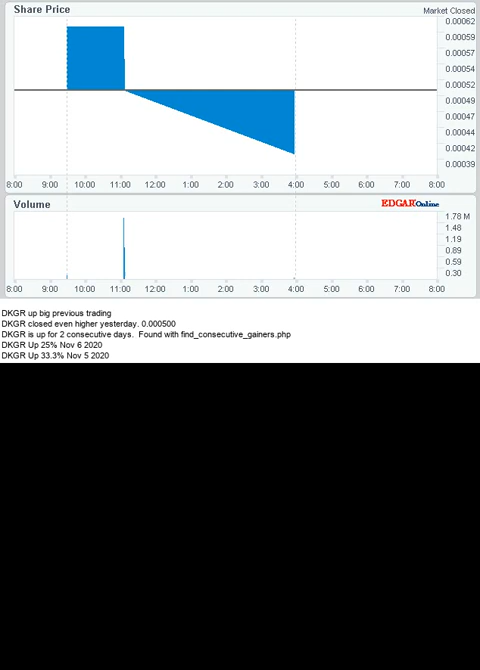 Share Price
Market Closed
0.00062
0.00059
0.00057
0.00054
0.00052
0.00049
0.00047
0.00044
0.00042
0.00039
8:00 9:00 10:00 11:00 12:00 1:00 2:00 3:00 4:00 5:00 6:00 7:00 8:00
Volume
EDGAR Online
1.78 M
1.48
1.19
0.89
0.59
0.30
8:00 9:00 10:00 11:00 12:00 1:00 2:00 3:00 4:00 5:00 6:00 7:00 8:00
DKGR up big previous trading
DKGR closed even higher yesterday. 0.000500
DKGR is up for 2 consecutive days.  Found with find_consecutive_gainers.php
DKGR Up 25% Nov 6 2020
DKGR Up 33.3% Nov 5 2020